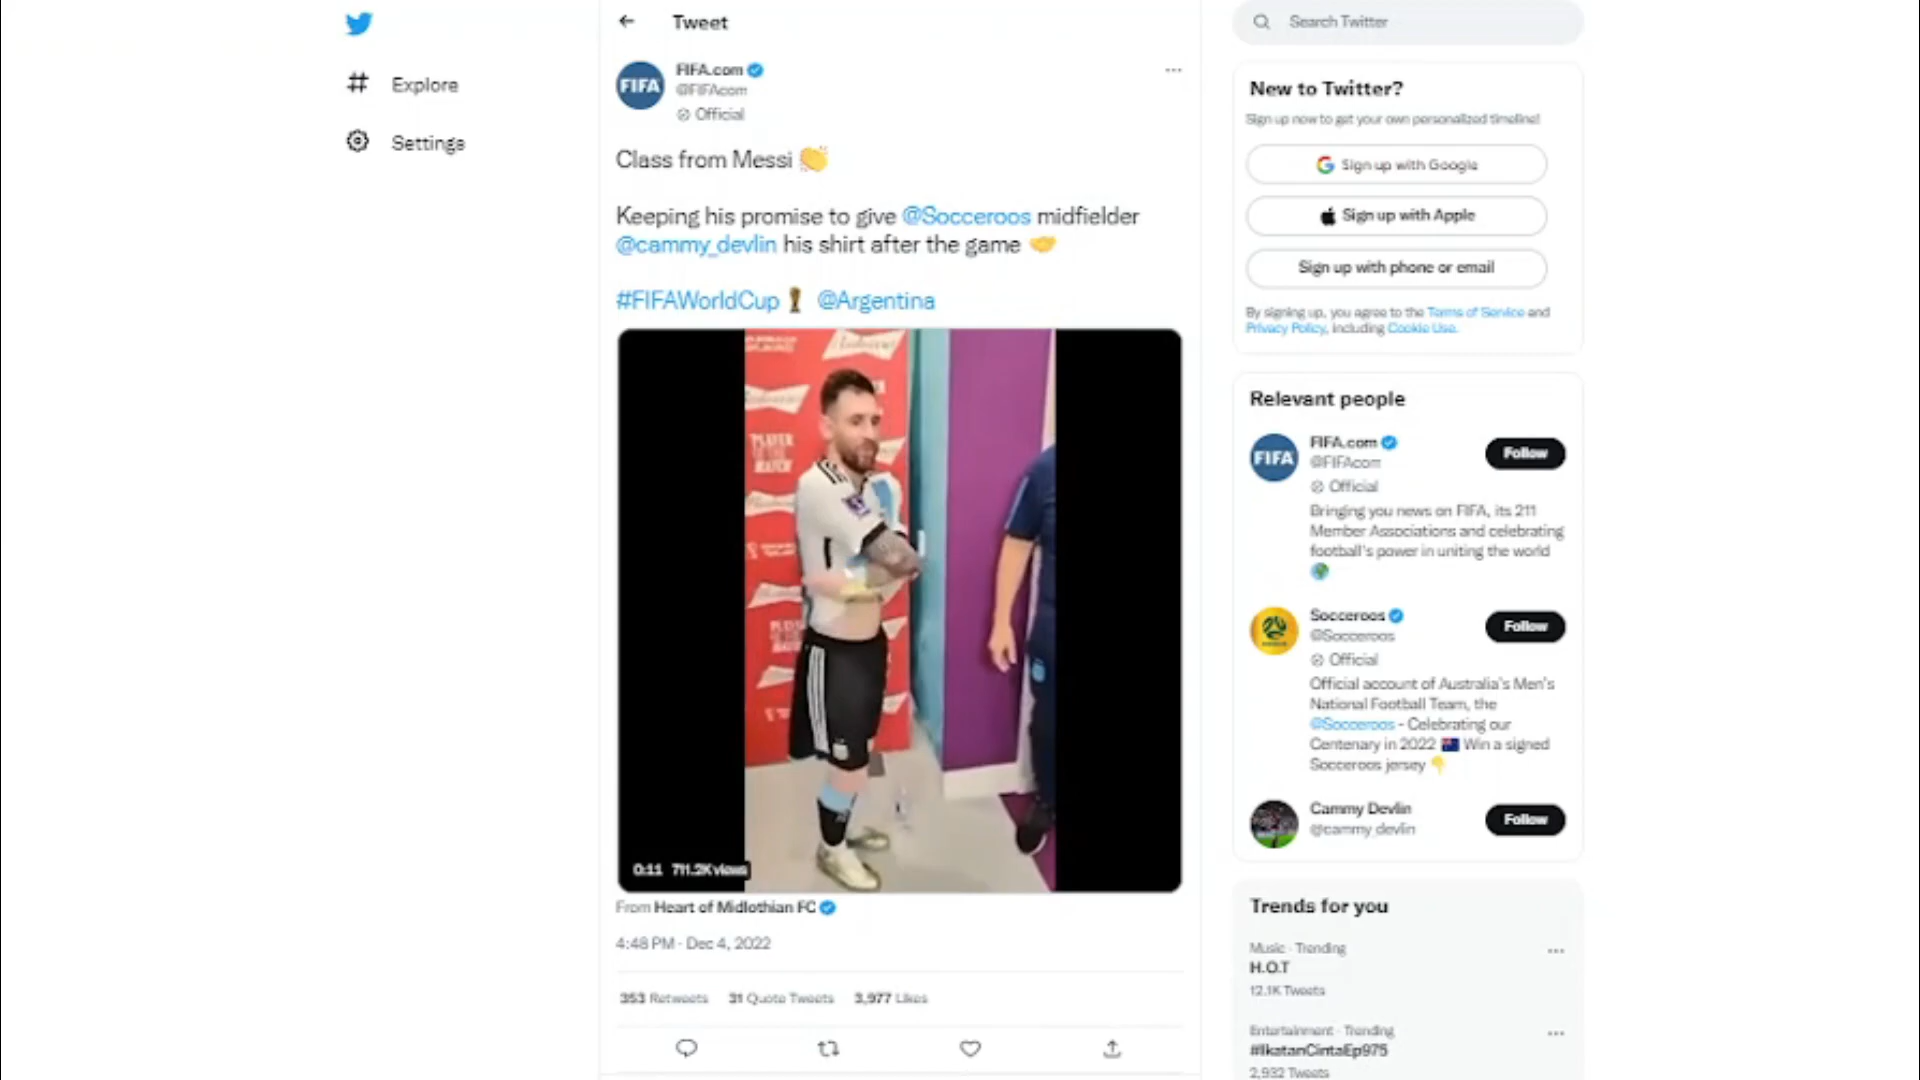 Explore
Settings
Tweet
FIFA
FIFA.com
@FIFAcom
Official
Class from Messi
Keeping his promise to give @Socceroos midfielder
@cammy_devlin his shirt after the game
#FIFAWorldCup @Argentina
PLAYER
OF THE
MATCH
0:11 711.2K views
From Heart of Midlothian FC
4:48 PM · Dec 4, 2022
353 Retweets 31 Quote Tweets 3,977 Likes
Search Twitter
New to Twitter?
Sign up now to get your own personalized timeline!
Sign up with Google
Sign up with Apple
Sign up with phone or email
By signing up, you agree to the Terms of Service and
Privacy Policy, including Cookie Use.
Relevant people
FIFA
FIFA.com
@FIFAcom
Official
Follow
Bringing you news on FIFA, its 211
Member Associations and celebrating
football's power in uniting the world
Socceroos
@Socceroos
Official
Follow
Official account of Australia's Men's
National Football Team, the
@Socceroos - Celebrating our
Centenary in 2022 Win a signed
Socceroos jersey
Cammy Devlin
@cammy_devlin
Follow
Trends for you
Music · Trending
H.O.T
12.1K Tweets
Entertainment · Trending
#IkatanCintaEp975
2,932 Tweets